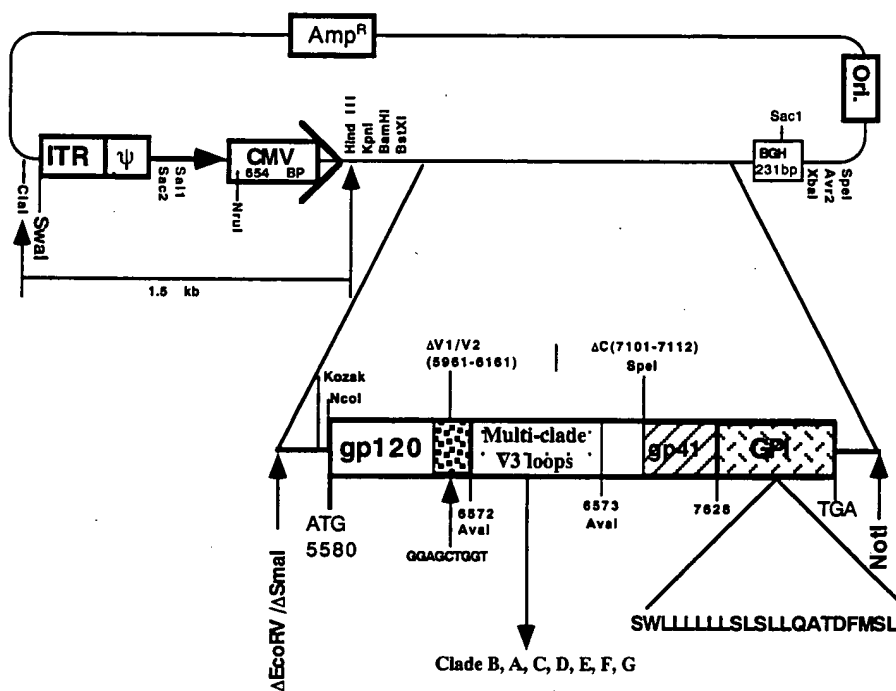 Amp^R
Ori.
ITR
ψ
Sac2
Sal1
CMV
654 BP
NruI
Hind III
KpnI
BamHI
BstXI
Sac1
BGH
231bp
XbaI
Avr2
SpeI
ClaI
SwaI
1.5 kb
ΔV1/V2
(5961-6161)
ΔC(7101-7112)
SpeI
Kozak
NcoI
gp120
Multi-clade
V3 loops
gp41
GPI
ATG
5580
6572
AvaI
6573
AvaI
7628
TGA
GGAGCTGGT
ΔEcoRV/ΔSmaI
NotI
SWLLLLLLSLSLLQATDFMSL
Clade B, A, C, D, E, F, G